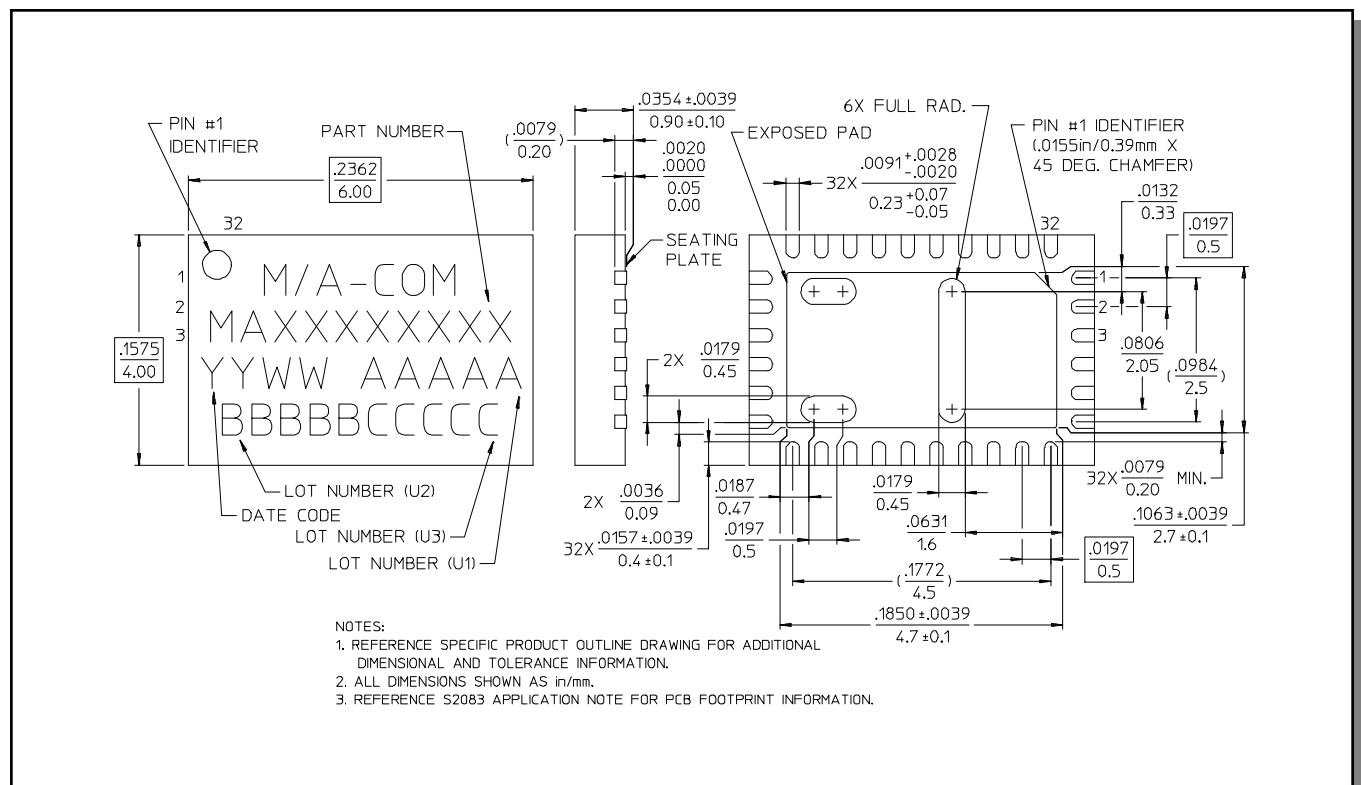 PIN #1
IDENTIFIER
PART NUMBER
.2362
6.00
32
1
2
3
.1575
4.00
M/A-COM
MAXXXXXXXXX
YYWW AAAAA
BBBBBCCCCC
LOT NUMBER (U2)
DATE CODE
LOT NUMBER (U3)
LOT NUMBER (U1)
.0354 ±.0039
0.90 ±0.10
(.0079)
0.20
.0020
.0000
0.05
0.00
SEATING
PLATE
EXPOSED PAD
6X FULL RAD.
32X .0091 +.0028
-.0020
0.23 +0.07
-0.05
PIN #1 IDENTIFIER
(.0155in/0.39mm X
45 DEG. CHAMFER)
.0132
0.33
.0197
0.5
32
1
2
3
.0806
2.05
(.0984)
2.5
2X .0179
0.45
2X .0036
0.09
32X .0157 ±.0039
0.4 ±0.1
.0187
0.47
.0197
0.5
.0179
0.45
.0631
1.6
32X .0079 MIN.
0.20
.1063 ±.0039
2.7 ±0.1
.0197
0.5
(.1772)
4.5
.1850 ±.0039
4.7 ±0.1
NOTES:
1. REFERENCE SPECIFIC PRODUCT OUTLINE DRAWING FOR ADDITIONAL
DIMENSIONAL AND TOLERANCE INFORMATION.
2. ALL DIMENSIONS SHOWN AS in/mm.
3. REFERENCE S2083 APPLICATION NOTE FOR PCB FOOTPRINT INFORMATION.